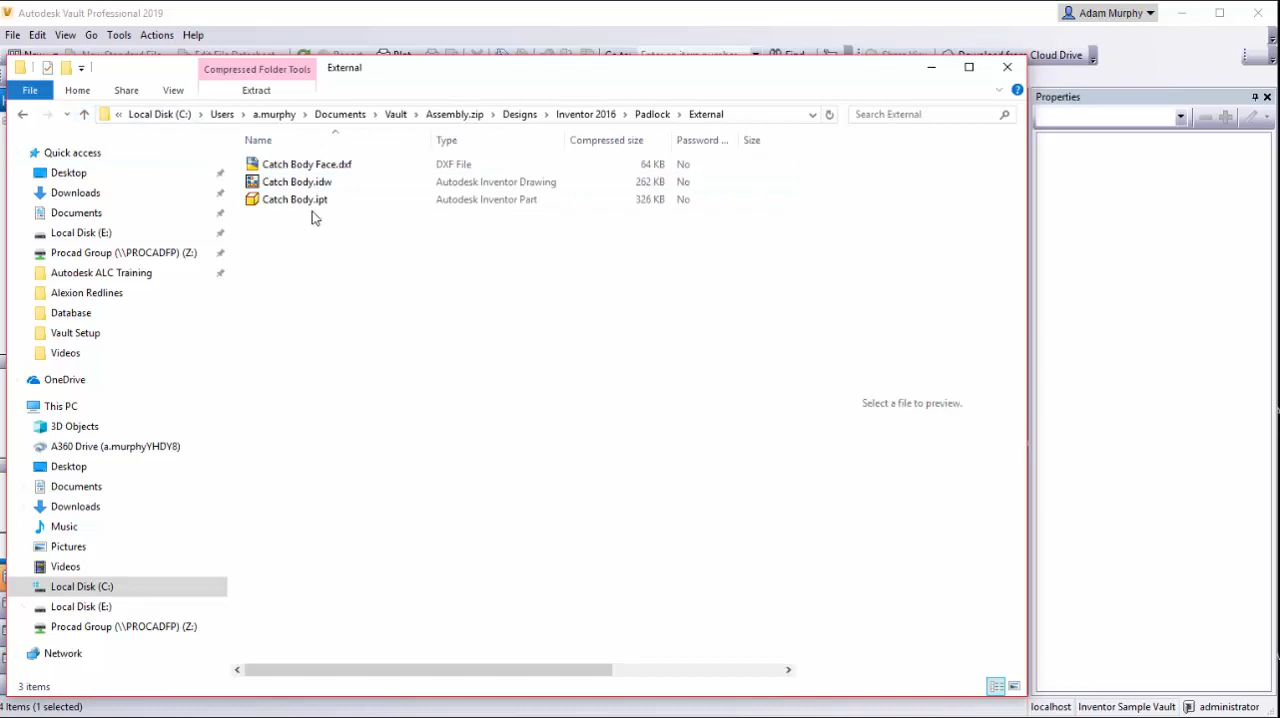 Autodesk Vault Professional 2019
Adam Murphy
File Edit View Go Tools Actions Help
Compressed Folder Tools External
Cloud Drive
File Home Share View Extract
Properties
« Local Disk (C:) › Users › a.murphy › Documents › Vault › Assembly.zip › Designes › Inventor 2016 › Padlock › External
Search External
Name Type Compressed size Password ... Size
Quick access
Desktop
Downloads
Documents
Local Disk (E:)
Procad Group (\\PROCADFP) (Z:)
Autodesk ALC Training
Alexion Redlines
Database
Vault Setup
Videos
OneDrive
This PC
3D Objects
A360 Drive (a.murphyYHDY8)
Desktop
Documents
Downloads
Music
Pictures
Videos
Local Disk (C:)
Local Disk (E:)
Procad Group (\\PROCADFP) (Z:)
Network
Catch Body Face.dxf DXF File 64 KB No
Catch Body.idw Autodesk Inventor Drawing 262 KB No
Catch Body.ipt Autodesk Inventor Part 326 KB No
Select a file to preview.
3 items
Items (1 selected)
localhost Inventor Sample Vault administrator